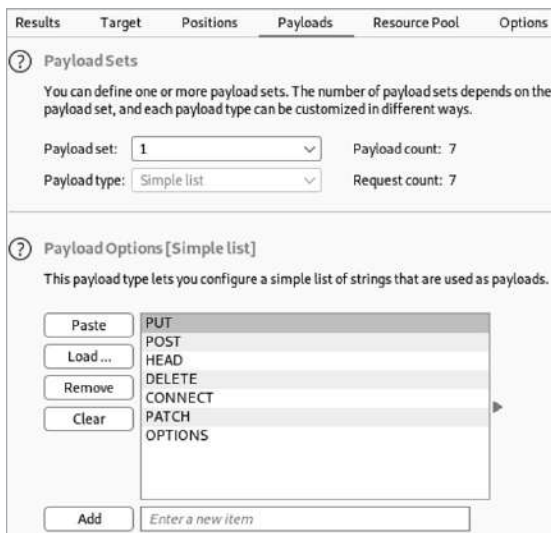 Results Target Positions Payloads Resource Pool Options
? Payload Sets
You can define one or more payload sets. The number of payload sets depends on the
payload set, and each payload type can be customized in different ways.
Payload set: 1 Payload count: 7
Payload type: Simple list Request count: 7
? Payload Options [Simple list]
This payload type lets you configure a simple list of strings that are used as payloads.
Paste PUT
POST
Load ... HEAD
DELETE
Remove CONNECT
Clear PATCH
OPTIONS
Add Enter a new item